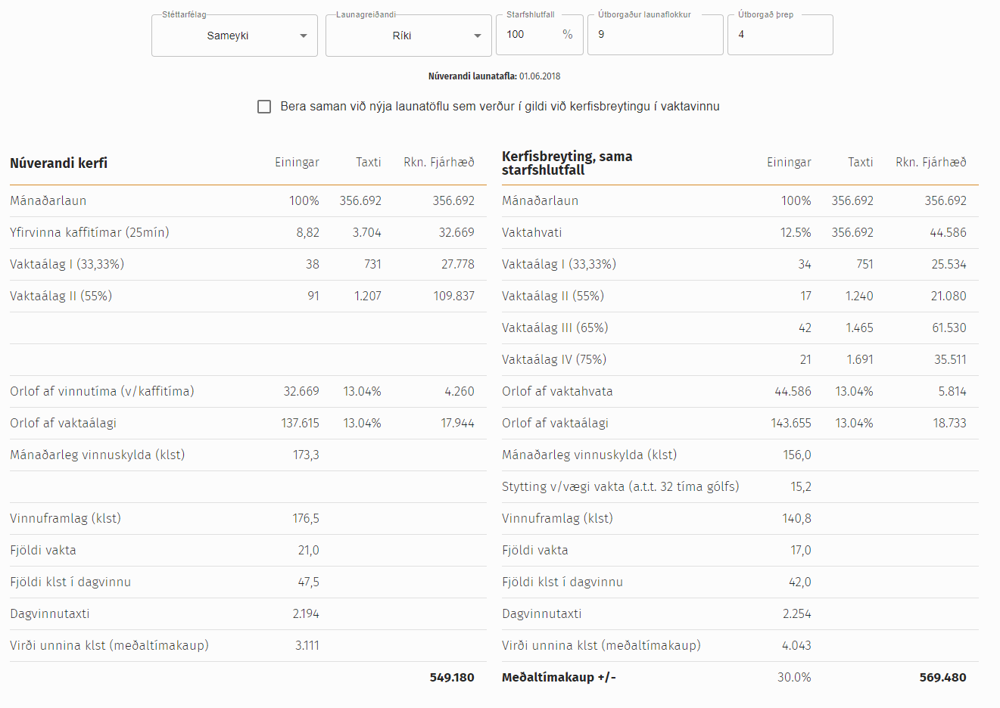 Stéttarfélag Launagreiðandi Starfshlutfall Útborgaður launaflokkur Útborgað þrep
Sameyki Ríki 100 % 9 4
Núverandi launatafla: 01.06.2018
Bera saman við nýja launatöflu sem verður í gildi við kerfisbreytingu í vaktavinnu
Núverandi kerfi Einingar Taxti Rkn. Fjárhæð
Mánaðarlaun 100% 356.692 356.692
Yfirvinna kaffitímar (25mín) 8,82 3.704 32.669
Vaktaálag I (33,33%) 38 731 27.778
Vaktaálag II (55%) 91 1.207 109.837
Orlof af vinnutíma (v/kaffitíma) 32.669 13.04% 4.260
Orlof af vaktaálagi 137.615 13.04% 17.944
Mánaðarleg vinnuskylda (klst) 173,3
Vinnuframlag (klst) 176,5
Fjöldi vakta 21,0
Fjöldi klst í dagvinnu 47,5
Dagvinnutaxti 2.194
Virði unnina klst (meðaltímakaup) 3.111
549.180
Kerfisbreyting, sama
starfshlutfall Einingar Taxti Rkn. Fjárhæð
Mánaðarlaun 100% 356.692 356.692
Vaktahvati 12.5% 356.692 44.586
Vaktaálag I (33,33%) 34 751 25.534
Vaktaálag II (55%) 17 1.240 21.080
Vaktaálag III (65%) 42 1.465 61.530
Vaktaálag IV (75%) 21 1.691 35.511
Orlof af vaktahvata 44.586 13.04% 5.814
Orlof af vaktaálagi 143.655 13.04% 18.733
Mánaðarleg vinnuskylda (klst) 156,0
Stytting v/vægi vakta (a.t.t. 32 tíma gólfs) 15,2
Vinnuframlag (klst) 140,8
Fjöldi vakta 17,0
Fjöldi klst í dagvinnu 42,0
Dagvinnutaxti 2.254
Virði unnina klst (meðaltímakaup) 4.043
Meðaltímakaup +/- 30.0% 569.480